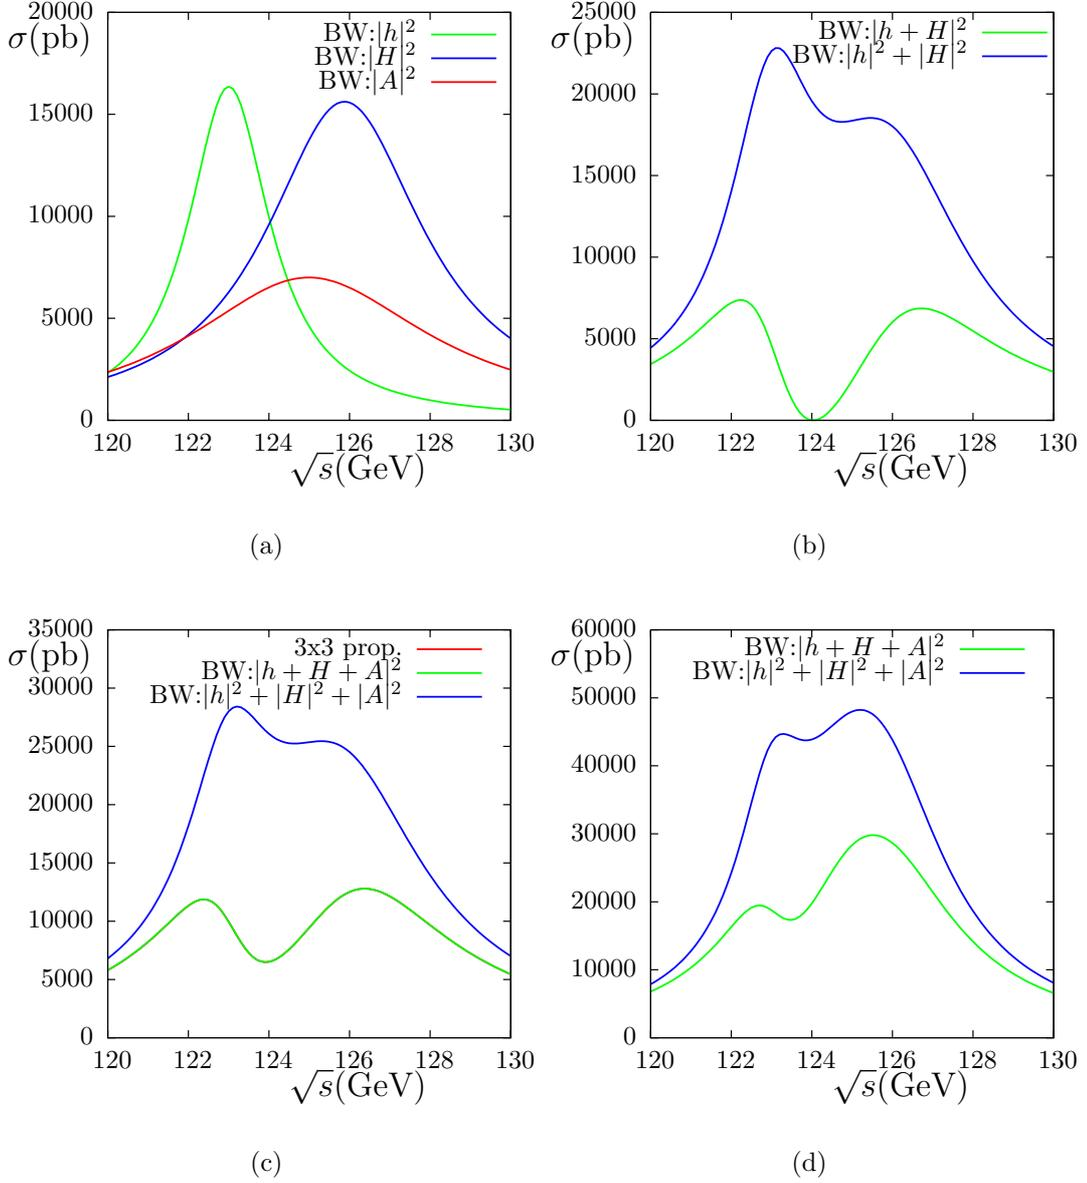 20000
σ(pb)
15000
10000
5000
0
BW:|h|²
BW:|H|²
BW:|A|²
120 122 124 126 128 130
√s(GeV)
(a)
25000
σ(pb)
20000
15000
10000
5000
0
BW:|h + H|²
BW:|h|² + |H|²
120 122 124 126 128 130
√s(GeV)
(b)
35000
σ(pb)
30000
25000
20000
15000
10000
5000
0
3x3 prop.
BW:|h + H + A|²
BW:|h|² + |H|² + |A|²
120 122 124 126 128 130
√s(GeV)
(c)
60000
σ(pb)
50000
40000
30000
20000
10000
0
BW:|h + H + A|²
BW:|h|² + |H|² + |A|²
120 122 124 126 128 130
√s(GeV)
(d)